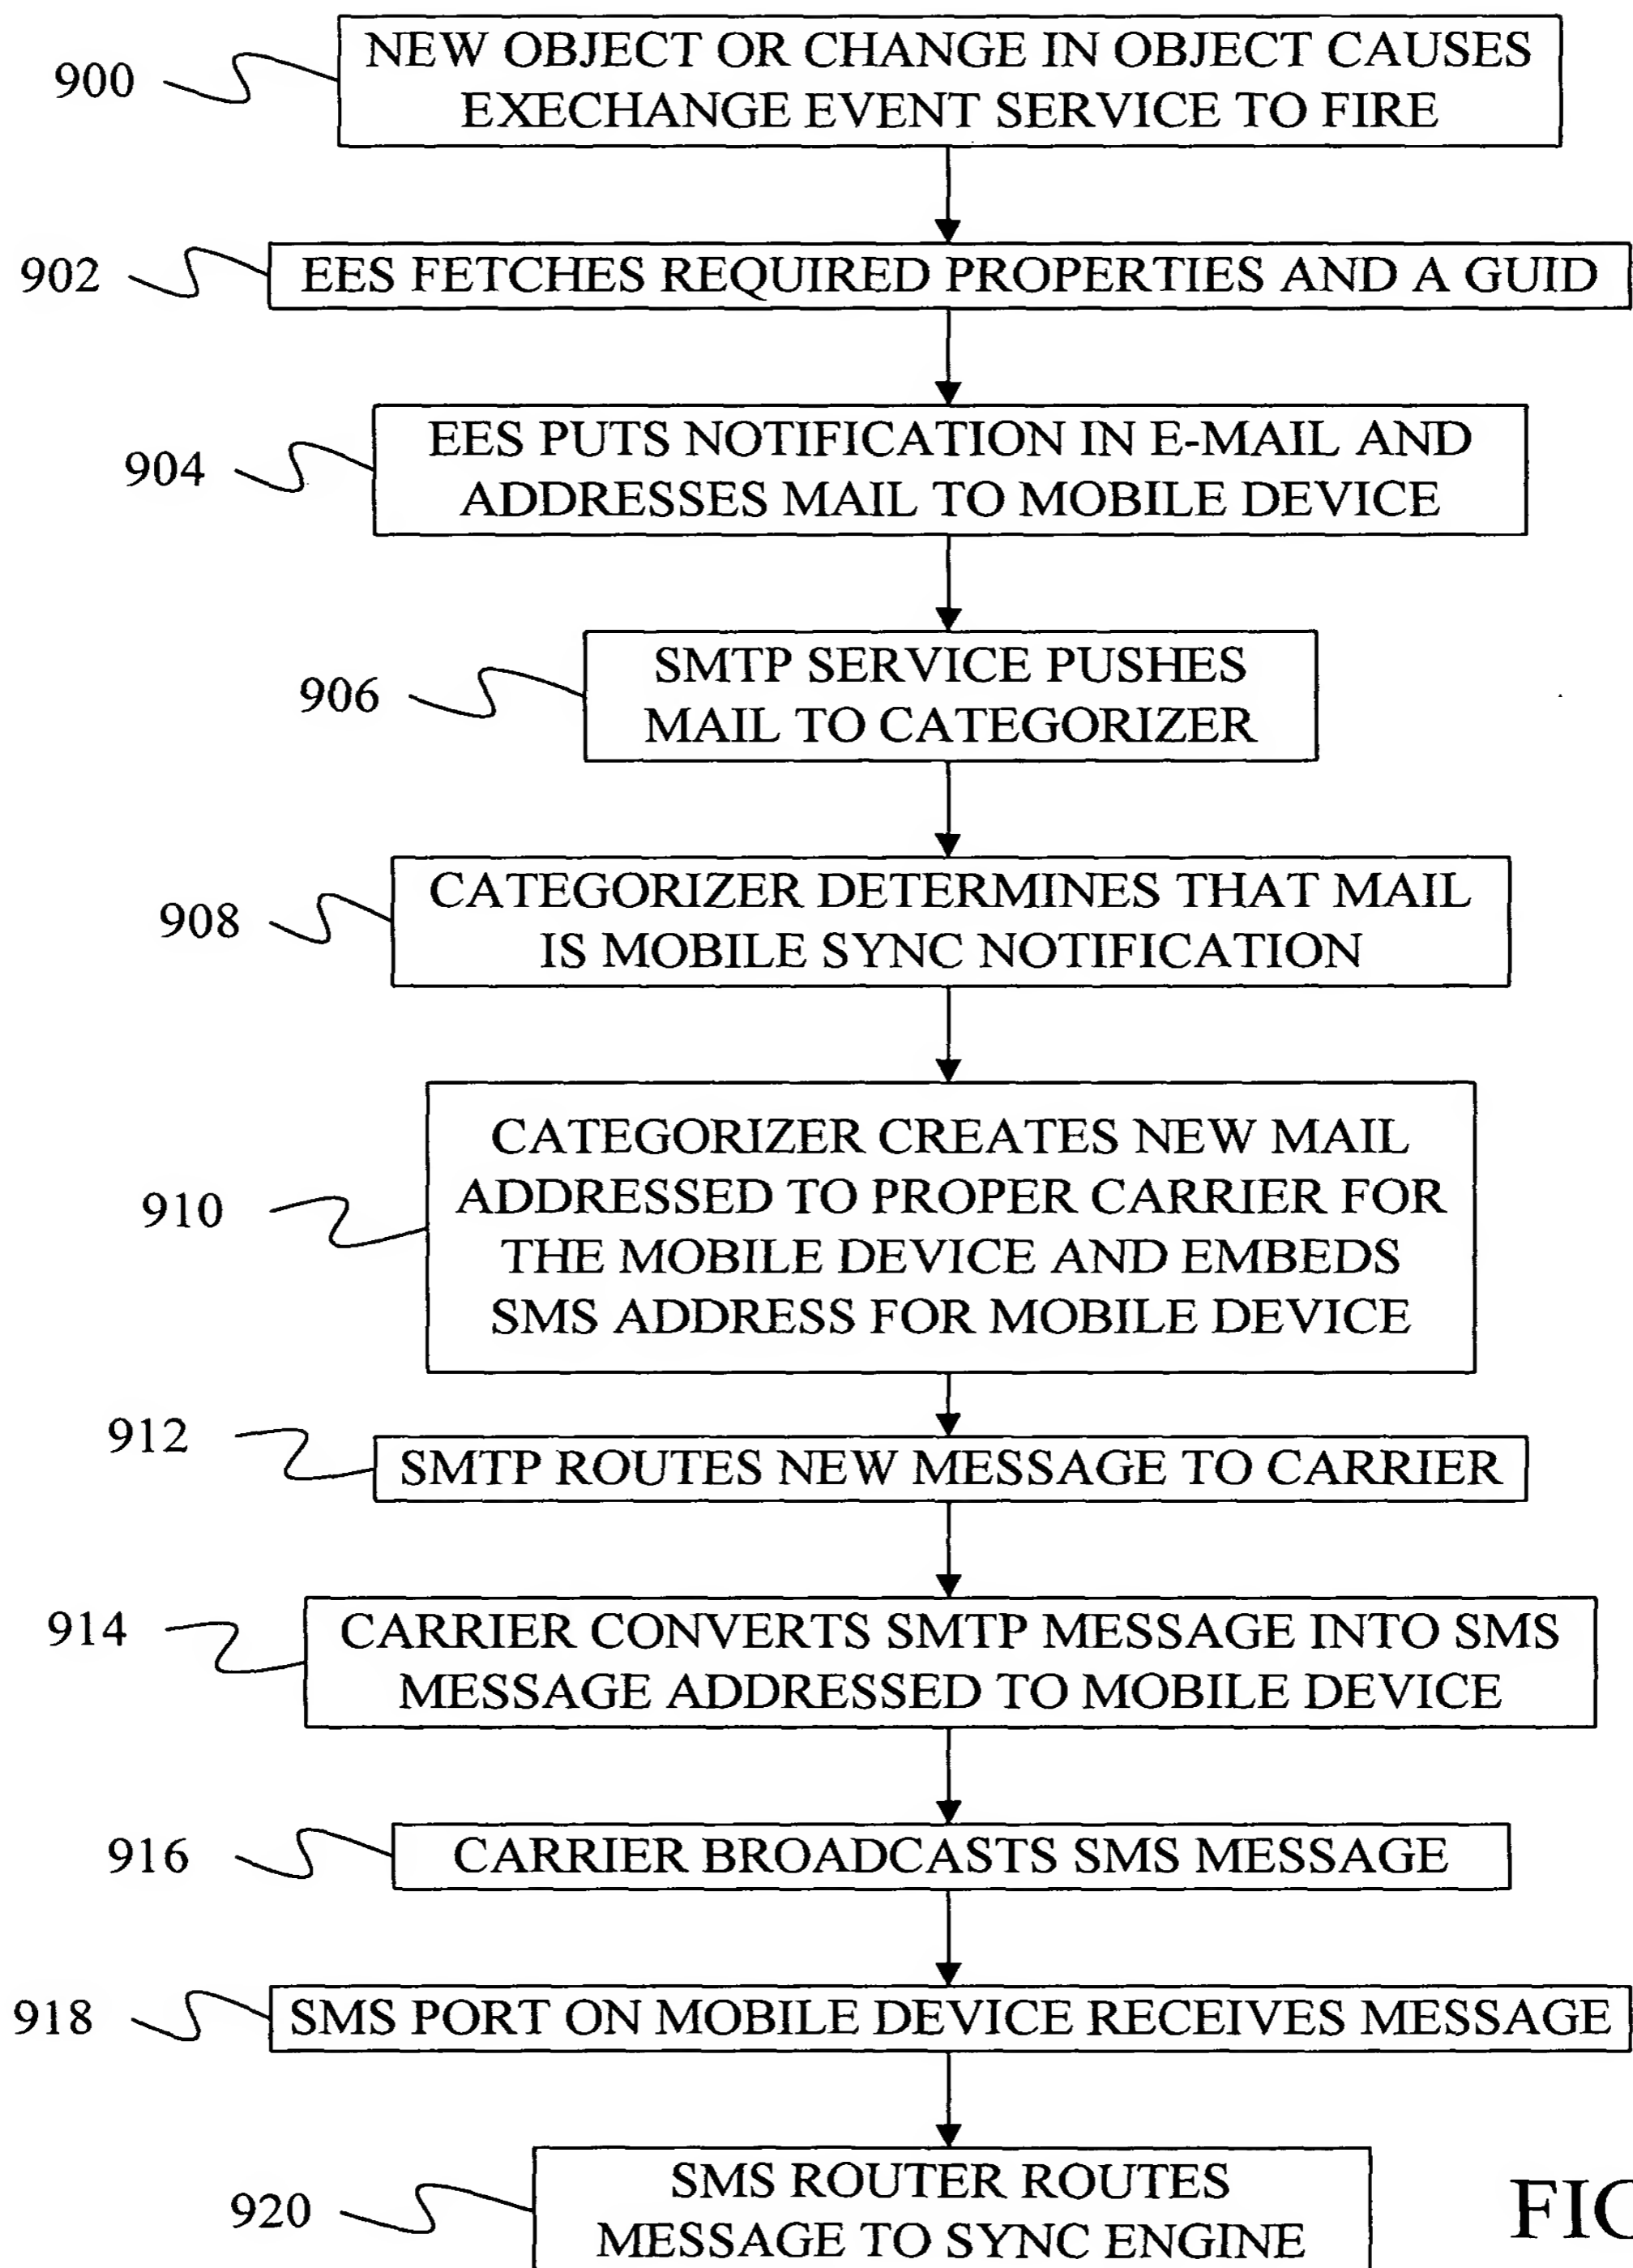 900
NEW OBJECT OR CHANGE IN OBJECT CAUSES
EXECHANGE EVENT SERVICE TO FIRE
902
EES FETCHES REQUIRED PROPERTIES AND A GUID
904
EES PUTS NOTIFICATION IN E-MAIL AND
ADDRESSES MAIL TO MOBILE DEVICE
906
SMTP SERVICE PUSHES
MAIL TO CATEGORIZER
908
CATEGORIZER DETERMINES THAT MAIL
IS MOBILE SYNC NOTIFICATION
910
CATEGORIZER CREATES NEW MAIL
ADDRESSED TO PROPER CARRIER FOR
THE MOBILE DEVICE AND EMBEDS
SMS ADDRESS FOR MOBILE DEVICE
912
SMTP ROUTES NEW MESSAGE TO CARRIER
914
CARRIER CONVERTS SMTP MESSAGE INTO SMS
MESSAGE ADDRESSED TO MOBILE DEVICE
916
CARRIER BROADCASTS SMS MESSAGE
918
SMS PORT ON MOBILE DEVICE RECEIVES MESSAGE
920
SMS ROUTER ROUTES
MESSAGE TO SYNC ENGINE